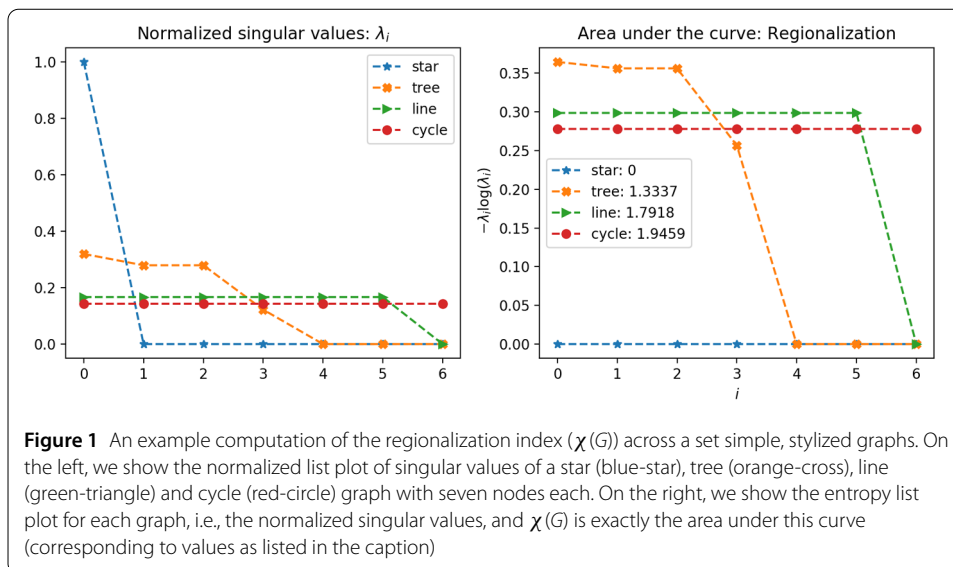 Normalized singular values: λᵢ
1.0
0.8
0.6
0.4
0.2
0.0
0 1 2 3 4 5 6
star
tree
line
cycle
Area under the curve: Regionalization
−λᵢlog(λᵢ)
0.35
0.30
0.25
0.20
0.15
0.10
0.05
0.00
star: 0
tree: 1.3337
line: 1.7918
cycle: 1.9459
0 1 2 3 4 5 6
i
Figure 1 An example computation of the regionalization index (χ(G)) across a set simple, stylized graphs. On
the left, we show the normalized list plot of singular values of a star (blue-star), tree (orange-cross), line
(green-triangle) and cycle (red-circle) graph with seven nodes each. On the right, we show the entropy list
plot for each graph, i.e., the normalized singular values, and χ(G) is exactly the area under this curve
(corresponding to values as listed in the caption)